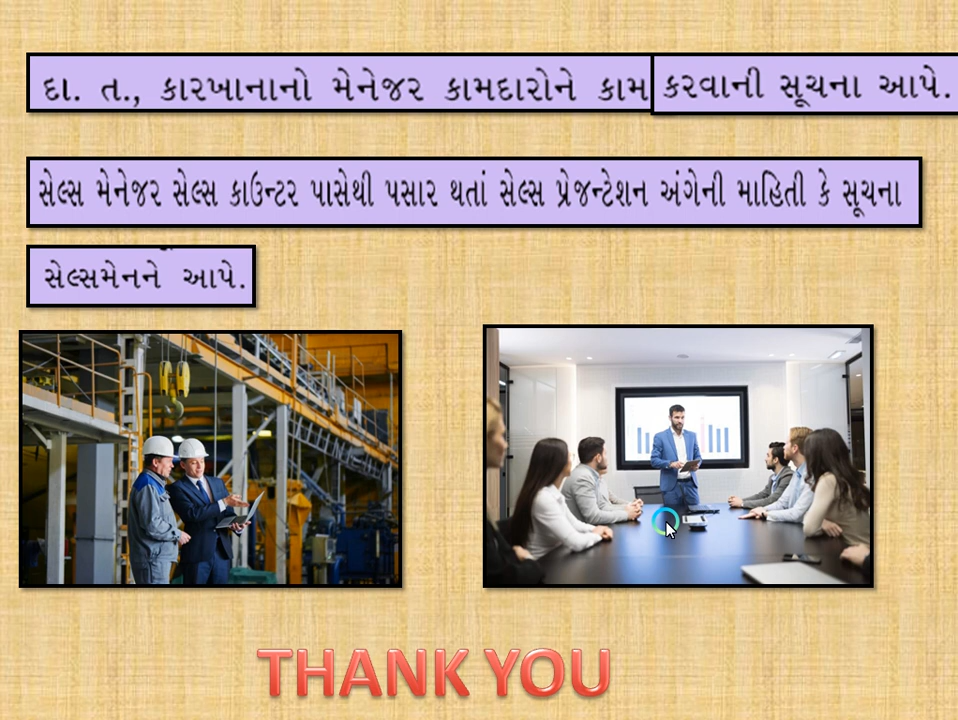 દા. ત., કારખાનાનો મેનેજર કામદારોને કામ કરવાની સૂચના આપે.
સેલ્સ મેનેજર સેલ્સ કાઉન્ટર પાસેથી પસાર થતાં સેલ્સ પ્રેજન્ટેશન અંગેની માહિતી કે સૂચના
સેલ્સમેનને આપે.
THANK YOU